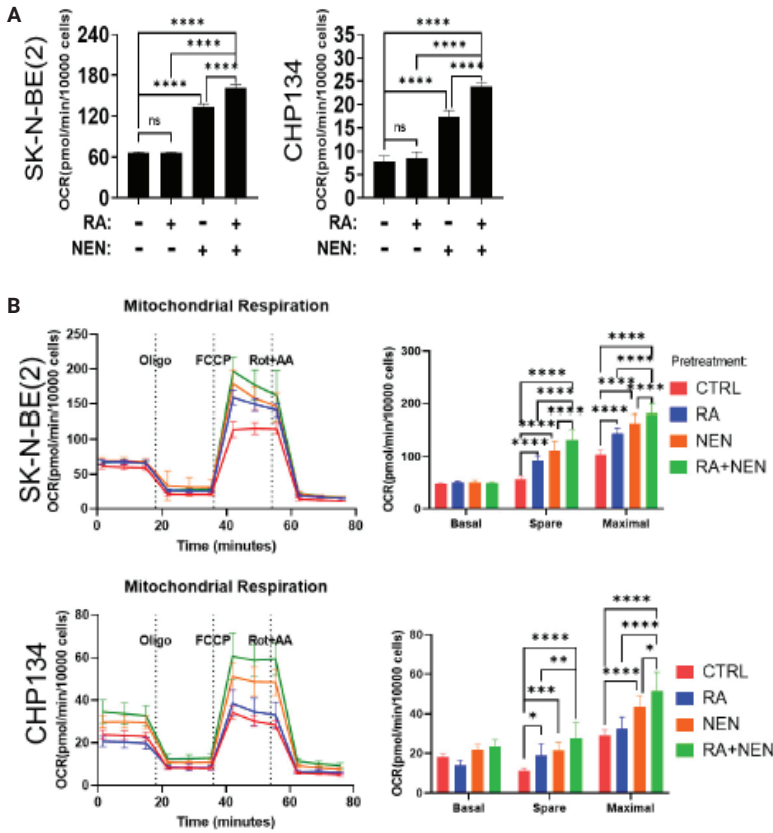 A
SK-N-BE(2)
OCR(pmol/min/10000 cells)
240
180
120
60
0
****
****
****
****
ns
RA: - + - +
NEN: - - + +
CHP134
OCR(pmol/min/10000 cells)
35
30
25
20
15
10
5
0
****
****
****
****
ns
RA: - + - +
NEN: - - + +
B
SK-N-BE(2)
Mitochondrial Respiration
OCR(pmol/min/10000 cells)
250
200
150
100
50
0
Oligo
FCCP
Rot+AA
0 20 40 60 80
Time (minutes)
OCR(pmol/min/10000 cells)
300
200
100
0
****
****
****
****
****
****
****
****
****
****
Basal Spare Maximal
Pretreatment:
CTRL
RA
NEN
RA+NEN
CHP134
Mitochondrial Respiration
OCR(pmol/min/10000 cells)
80
60
40
20
0
Oligo
FCCP
Rot+AA
0 20 40 60 80
Time (minutes)
OCR(pmol/min/10000 cells)
80
60
40
20
0
****
**
***
*
****
****
****
*
Basal Spare Maximal
CTRL
RA
NEN
RA+NEN